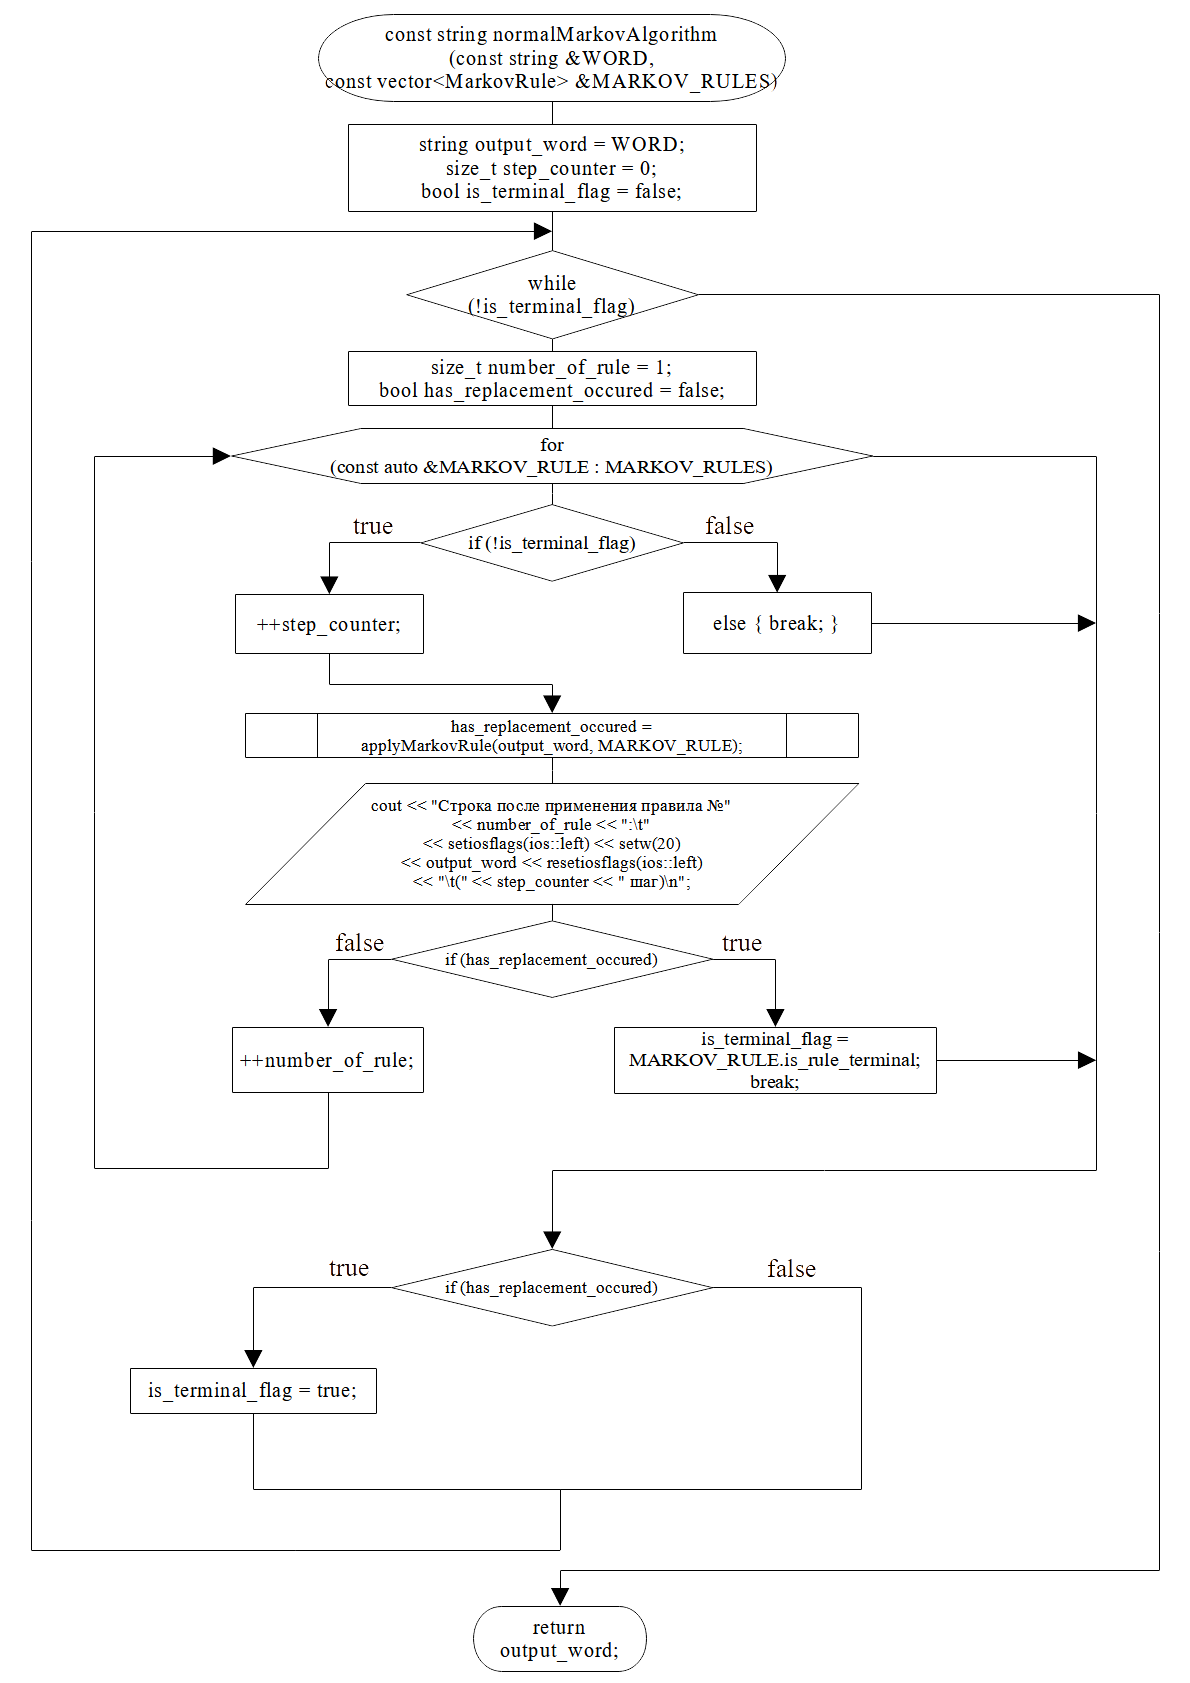 const string normalMarkovAlgorithm
(const string &WORD,
const vector<MarkovRule> &MARKOV_RULES)
string output_word = WORD;
size_t step_counter = 0;
bool is_terminal_flag = false;
while
(!is_terminal_flag)
size_t number_of_rule = 1;
bool has_replacement_occured = false;
for
(const auto &MARKOV_RULE : MARKOV_RULES)
true
false
if (!is_terminal_flag)
++step_counter;
else { break; }
has_replacement_occured =
applyMarkovRule(output_word, MARKOV_RULE);
cout << "Строка после применения правила №"
<< number_of_rule << ":\t"
<< setiosflags(ios::left) << setw(20)
<< output_word << resetiosflags(ios::left)
<< "\t(" << step_counter << " шаг)\n";
false
true
if (has_replacement_occured)
++number_of_rule;
is_terminal_flag =
MARKOV_RULE.is_rule_terminal;
break;
true
false
if (has_replacement_occured)
is_terminal_flag = true;
return
output_word;